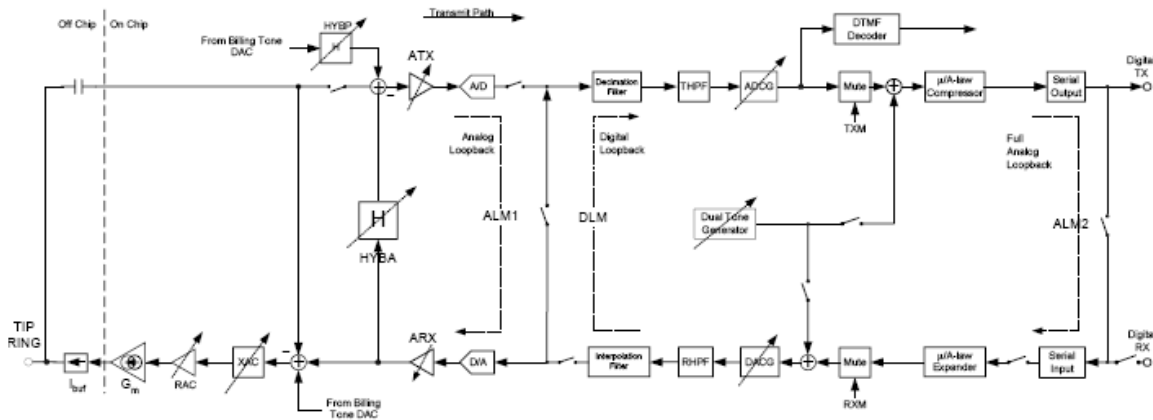 Off Chip
On Chip
Transmit Path
HYBP
From Billing Tone
DAC
H
ATX
A/D
Decimation
Filter
THPF
ADCG
DTMF
Decoder
Mute
TXM
µ/A-law
Compressor
Serial
Output
Digital
TX
Analog
Loopback
Digital
Loopback
Full
Analog
Loopback
H
HYBA
ALM1
DLM
Dual Tone
Generator
ALM2
TIP
RING
Ibuf
Gm
RAC
XAC
ARX
D/A
Interpolation
Filter
RHPF
DACG
Mute
RXM
µ/A-law
Expander
Serial
Input
Digital
RX
From Billing
Tone DAC